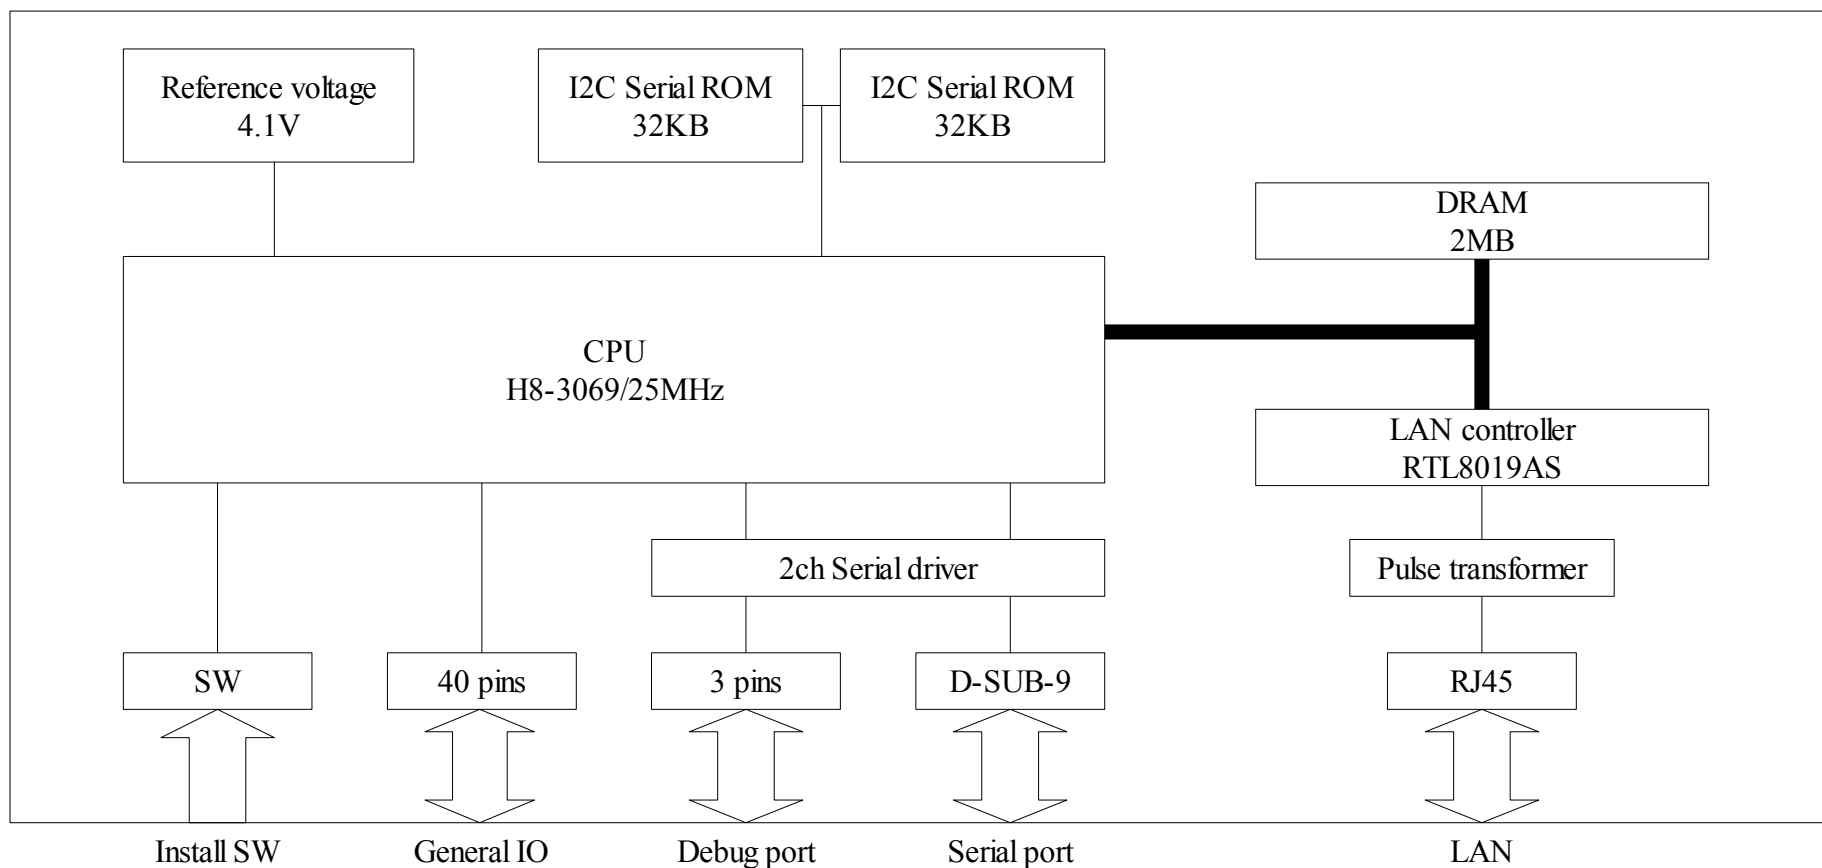 Reference voltage
4.1V
I2C Serial ROM
32KB
I2C Serial ROM
32KB
DRAM
2MB
CPU
H8-3069/25MHz
LAN controller
RTL8019AS
2ch Serial driver
Pulse transformer
SW
40 pins
3 pins
D-SUB-9
RJ45
Install SW
General IO
Debug port
Serial port
LAN